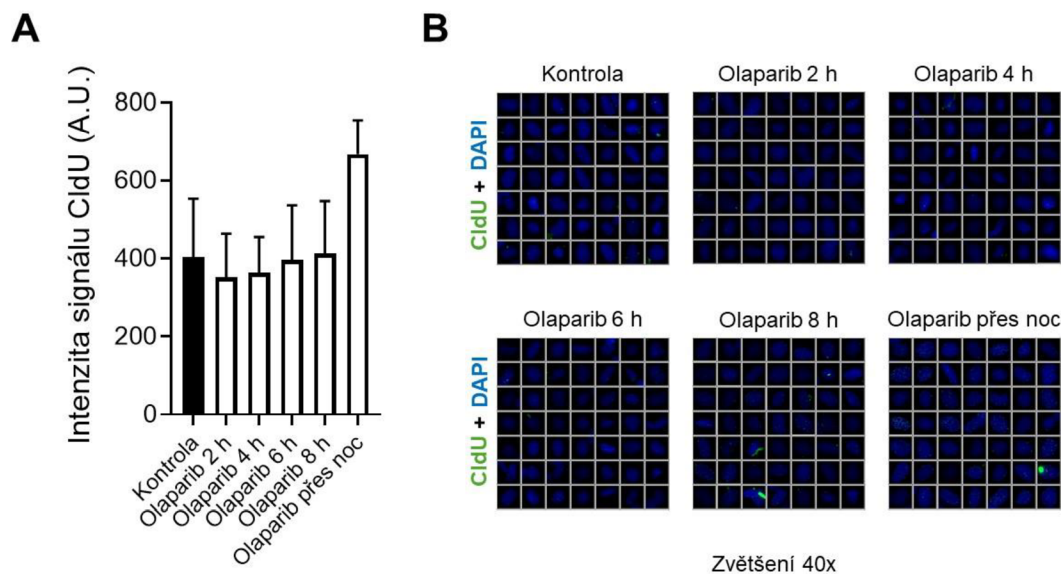 A
Intenzita signálu CldU (A.U.)
800
600
400
200
0
Kontrola
Olaparib 2 h
Olaparib 4 h
Olaparib 6 h
Olaparib 8 h
Olaparib přes noc
B
Kontrola
Olaparib 2 h
Olaparib 4 h
CldU + DAPI
Olaparib 6 h
Olaparib 8 h
Olaparib přes noc
CldU + DAPI
Zvětšení 40x